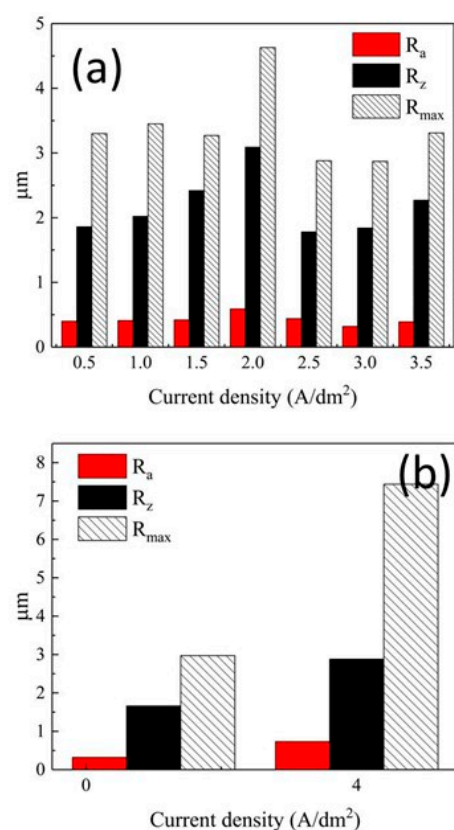 5
4
3
2
1
0
μm
(a)
Ra
Rz
Rmax
0.5 1.0 1.5 2.0 2.5 3.0 3.5
Current density (A/dm²)
8
7
6
5
4
3
2
1
0
μm
Ra
Rz
Rmax
(b)
0 4
Current density (A/dm²)